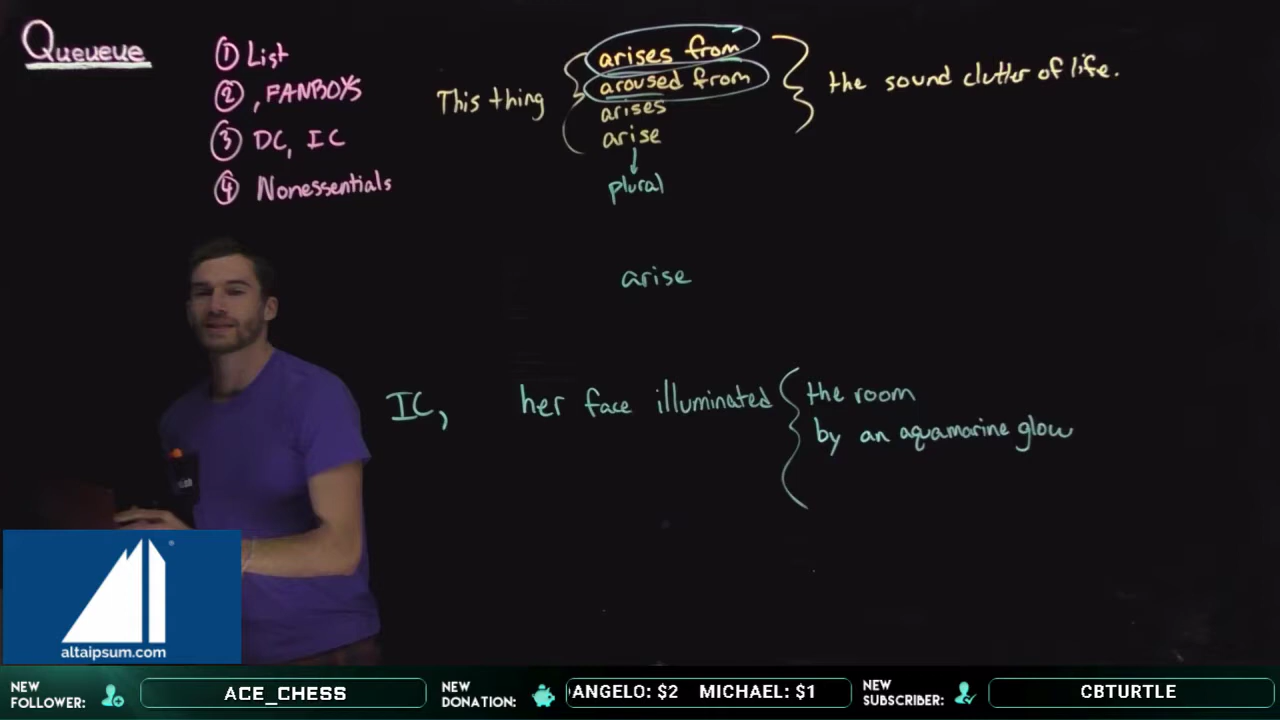 Queueue
① List
② , FANBOYS
③ DC, IC
④ Nonessentials
This thing
arises from
aroused from
arises
arise
plural
the sound clutter of life.
arise
IC, her face illuminated
the room
by an aquamarine glow
altaipsum.com
NEW FOLLOWER: ACE_CHESS
NEW DONATION: ANGELO: $2 MICHAEL: $1
NEW SUBSCRIBER: CBTURTLE